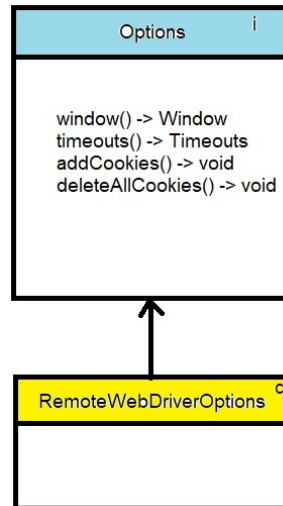 Options i
window() -> Window
timeouts() -> Timeouts
addCookies() -> void
deleteAllCookies() -> void
RemoteWebDriverOptions c